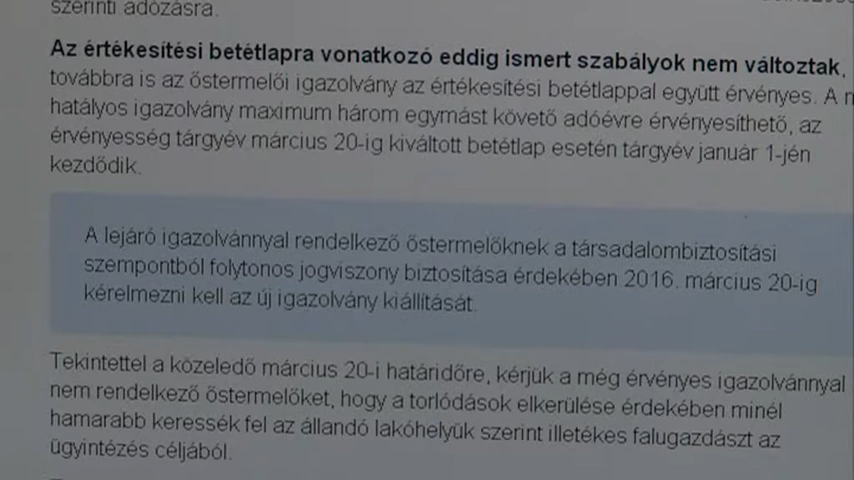 szerinti adózásra.
Az értékesítési betétlapra vonatkozó eddig ismert szabályok nem változtak,
továbbra is az őstermelői igazolvány az értékesítési betétlappal együtt érvényes. A
hatályos igazolvány maximum három egymást követő adóévre érvényesíthető, az
érvényesség tárgyév március 20-ig kiváltott betétlap esetén tárgyév január 1-jén
kezdődik.
A lejáró igazolvánnyal rendelkező őstermelőknek a társadalombiztosítási
szempontból folytonos jogviszony biztosítása érdekében 2016. március 20-ig
kérelmezni kell az új igazolvány kiállítását.
Tekintettel a közeledő március 20-i határidőre, kérjük a még érvényes igazolvánnyal
nem rendelkező őstermelőket, hogy a torlódások elkerülése érdekében minél
hamarabb keressék fel az állandó lakóhelyük szerint illetékes falugazdászt az
ügyintézés céljából.